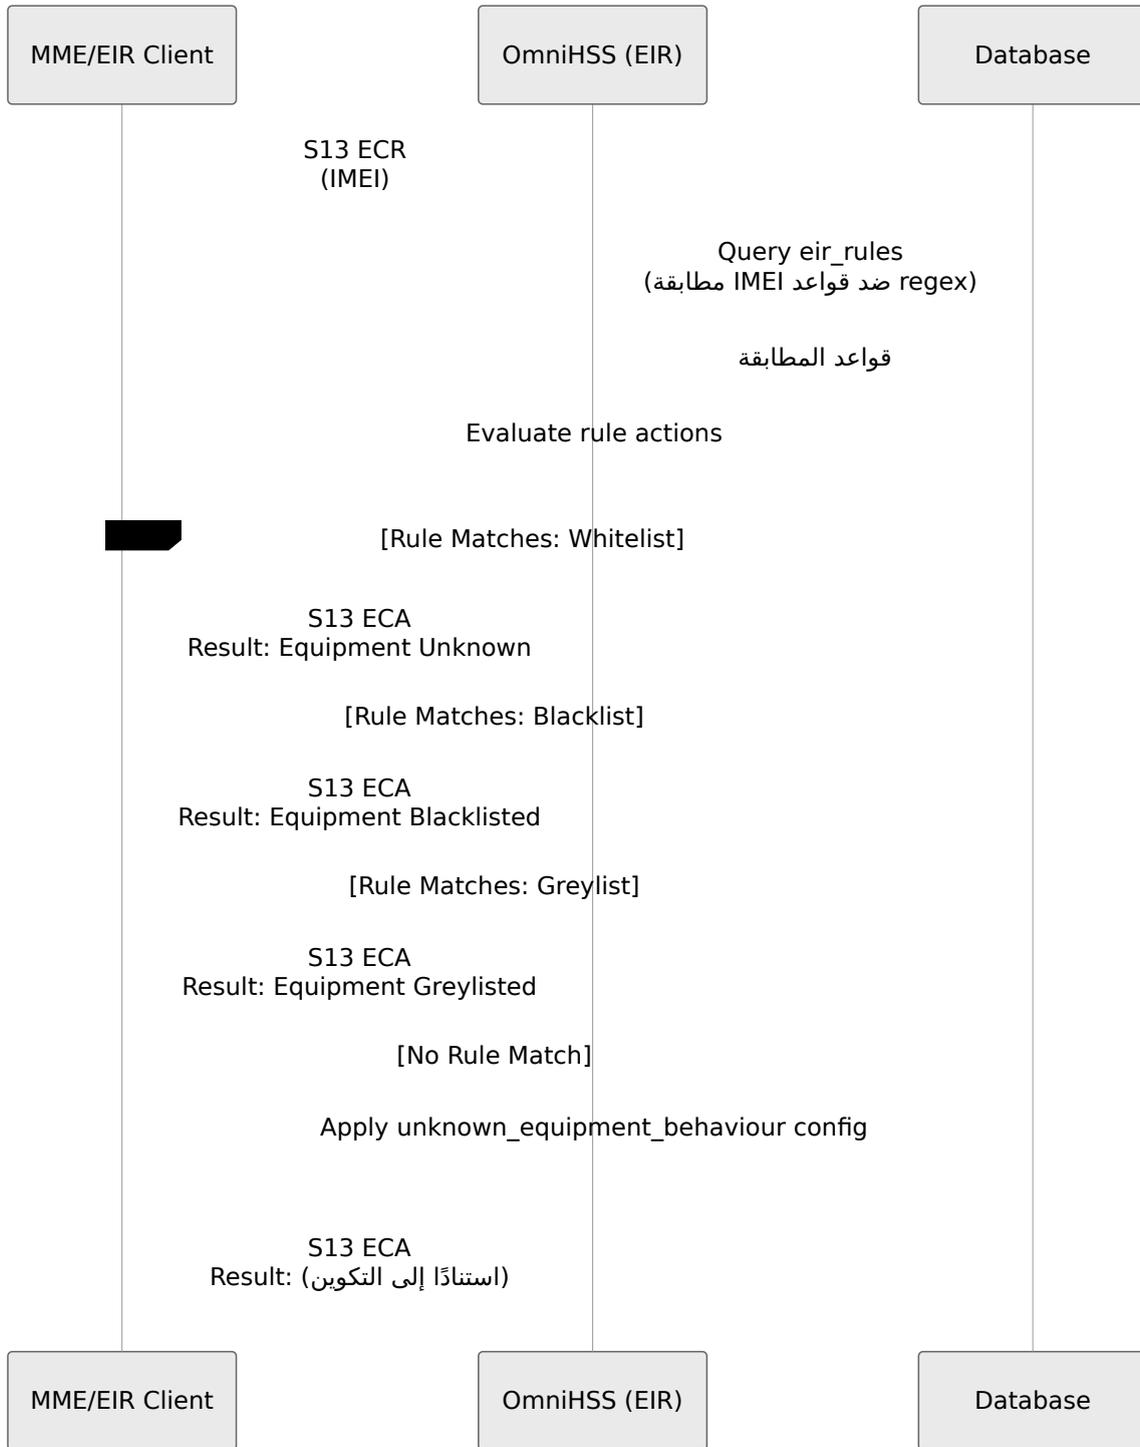 MME/EIR Client
OmniHSS (EIR)
Database
S13 ECR
(IMEI)
Query eir_rules
(مطابقة IMEI ضد قواعد regex)
قواعد المطابقة
Evaluate rule actions
[Rule Matches: Whitelist]
S13 ECA
Result: Equipment Unknown
[Rule Matches: Blacklist]
S13 ECA
Result: Equipment Blacklisted
[Rule Matches: Greylist]
S13 ECA
Result: Equipment Greylisted
[No Rule Match]
Apply unknown_equipment_behaviour config
S13 ECA
Result: (استنادًا إلى التكوين)
MME/EIR Client
OmniHSS (EIR)
Database